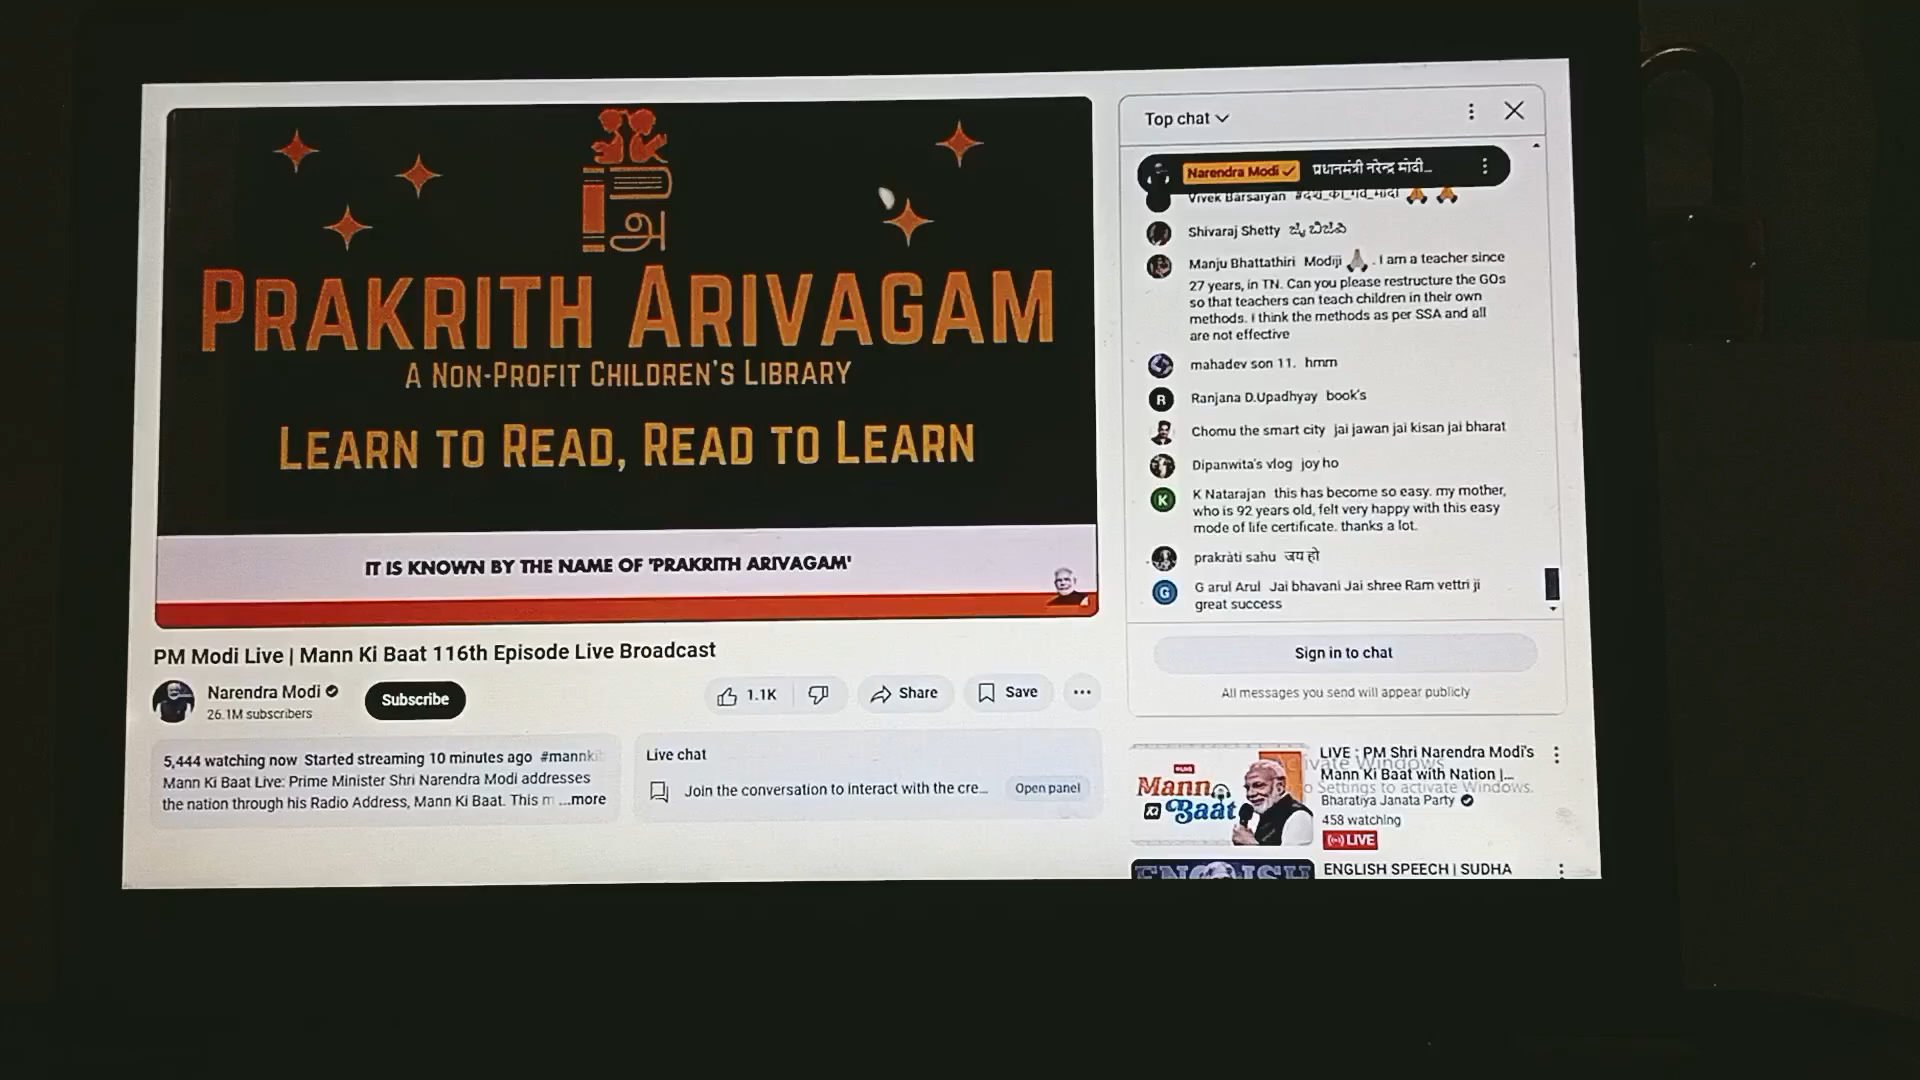 अ
PRAKRITH ARIVAGAM
A NON-PROFIT CHILDREN'S LIBRARY
LEARN TO READ, READ TO LEARN
IT IS KNOWN BY THE NAME OF 'PRAKRITH ARIVAGAM'
PM Modi Live | Mann Ki Baat 116th Episode Live Broadcast
Narendra Modi
26.1M subscribers
Subscribe
1.1K
Share
Save
5,444 watching now Started streaming 10 minutes ago #mannki
Mann Ki Baat Live: Prime Minister Shri Narendra Modi addresses
the nation through his Radio Address, Mann Ki Baat. This m ...more
Live chat
Join the conversation to interact with the cre...
Open panel
Top chat
Narendra Modi प्रधानमंत्री नरेन्द्र मोदी...
Vivek Barsaiyan #देश_का_गर्व_मोदी
Shivaraj Shetty ಜೈ ಬಿಜೆಪಿ
Manju Bhattathiri Modiji 🙏. I am a teacher since
27 years, in TN. Can you please restructure the GOs
so that teachers can teach children in their own
methods. I think the methods as per SSA and all
are not effective
mahadev son 11. hmm
R
Ranjana D.Upadhyay book's
Chomu the smart city jai jawan jai kisan jai bharat
Dipanwita's vlog joy ho
K
K Natarajan this has become so easy. my mother,
who is 92 years old, felt very happy with this easy
mode of life certificate. thanks a lot.
prakrati sahu जय हो
G
G arul Arul Jai bhavani Jai shree Ram vettri ji
great success
Sign in to chat
All messages you send will appear publicly
Mann
Ki Baat
LIVE : PM Shri Narendra Modi's
Mann Ki Baat with Nation |...
Bharatiya Janata Party
458 watching
LIVE
Activate Windows
Go to Settings to activate Windows.
ENGLISH
ENGLISH SPEECH | SUDHA